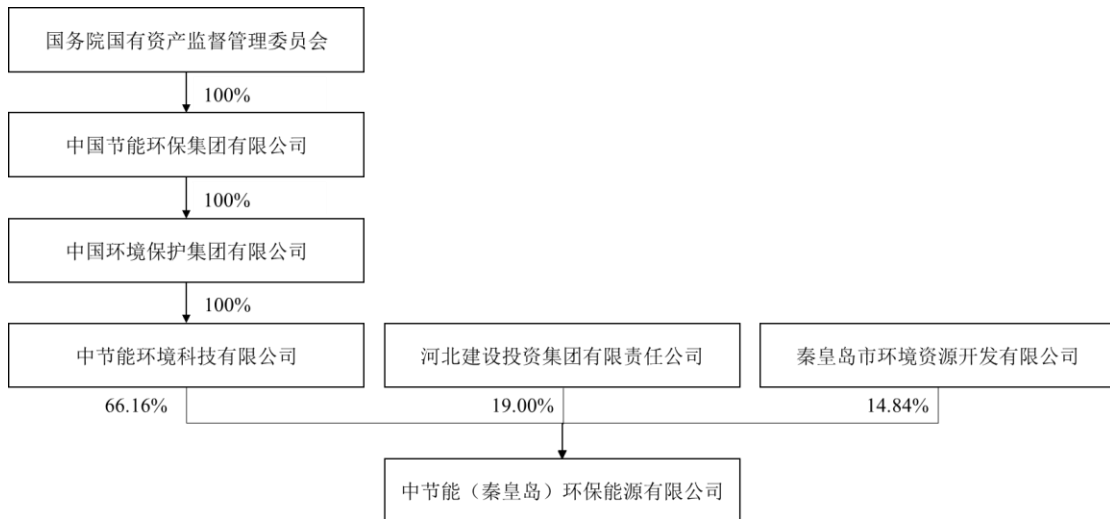 国务院国有资产监督管理委员会
100%
中国节能环保集团有限公司
100%
中国环境保护集团有限公司
100%
中节能环境科技有限公司
河北建设投资集团有限责任公司
秦皇岛市环境资源开发有限公司
66.16%
19.00%
14.84%
中节能（秦皇岛）环保能源有限公司